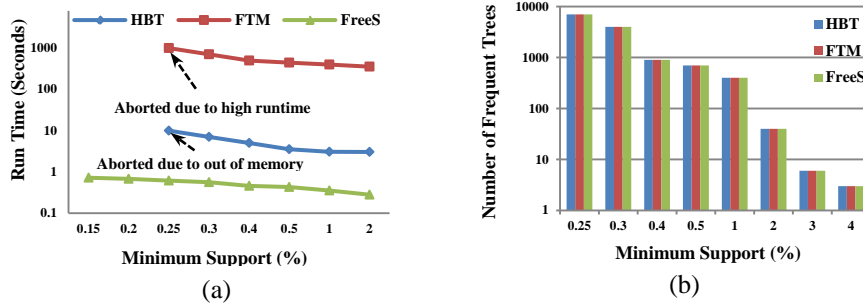 HBT FTM FreeS
Run Time (Seconds)
1000
100
10
1
0.1
Aborted due to high runtime
Aborted due to out of memory
0.15 0.2 0.25 0.3 0.4 0.5 1 2
Minimum Support (%)
(a)
Number of Frequent Trees
10000
1000
100
10
1
HBT
FTM
FreeS
0.25 0.3 0.4 0.5 1 2 3 4
Minimum Support (%)
(b)